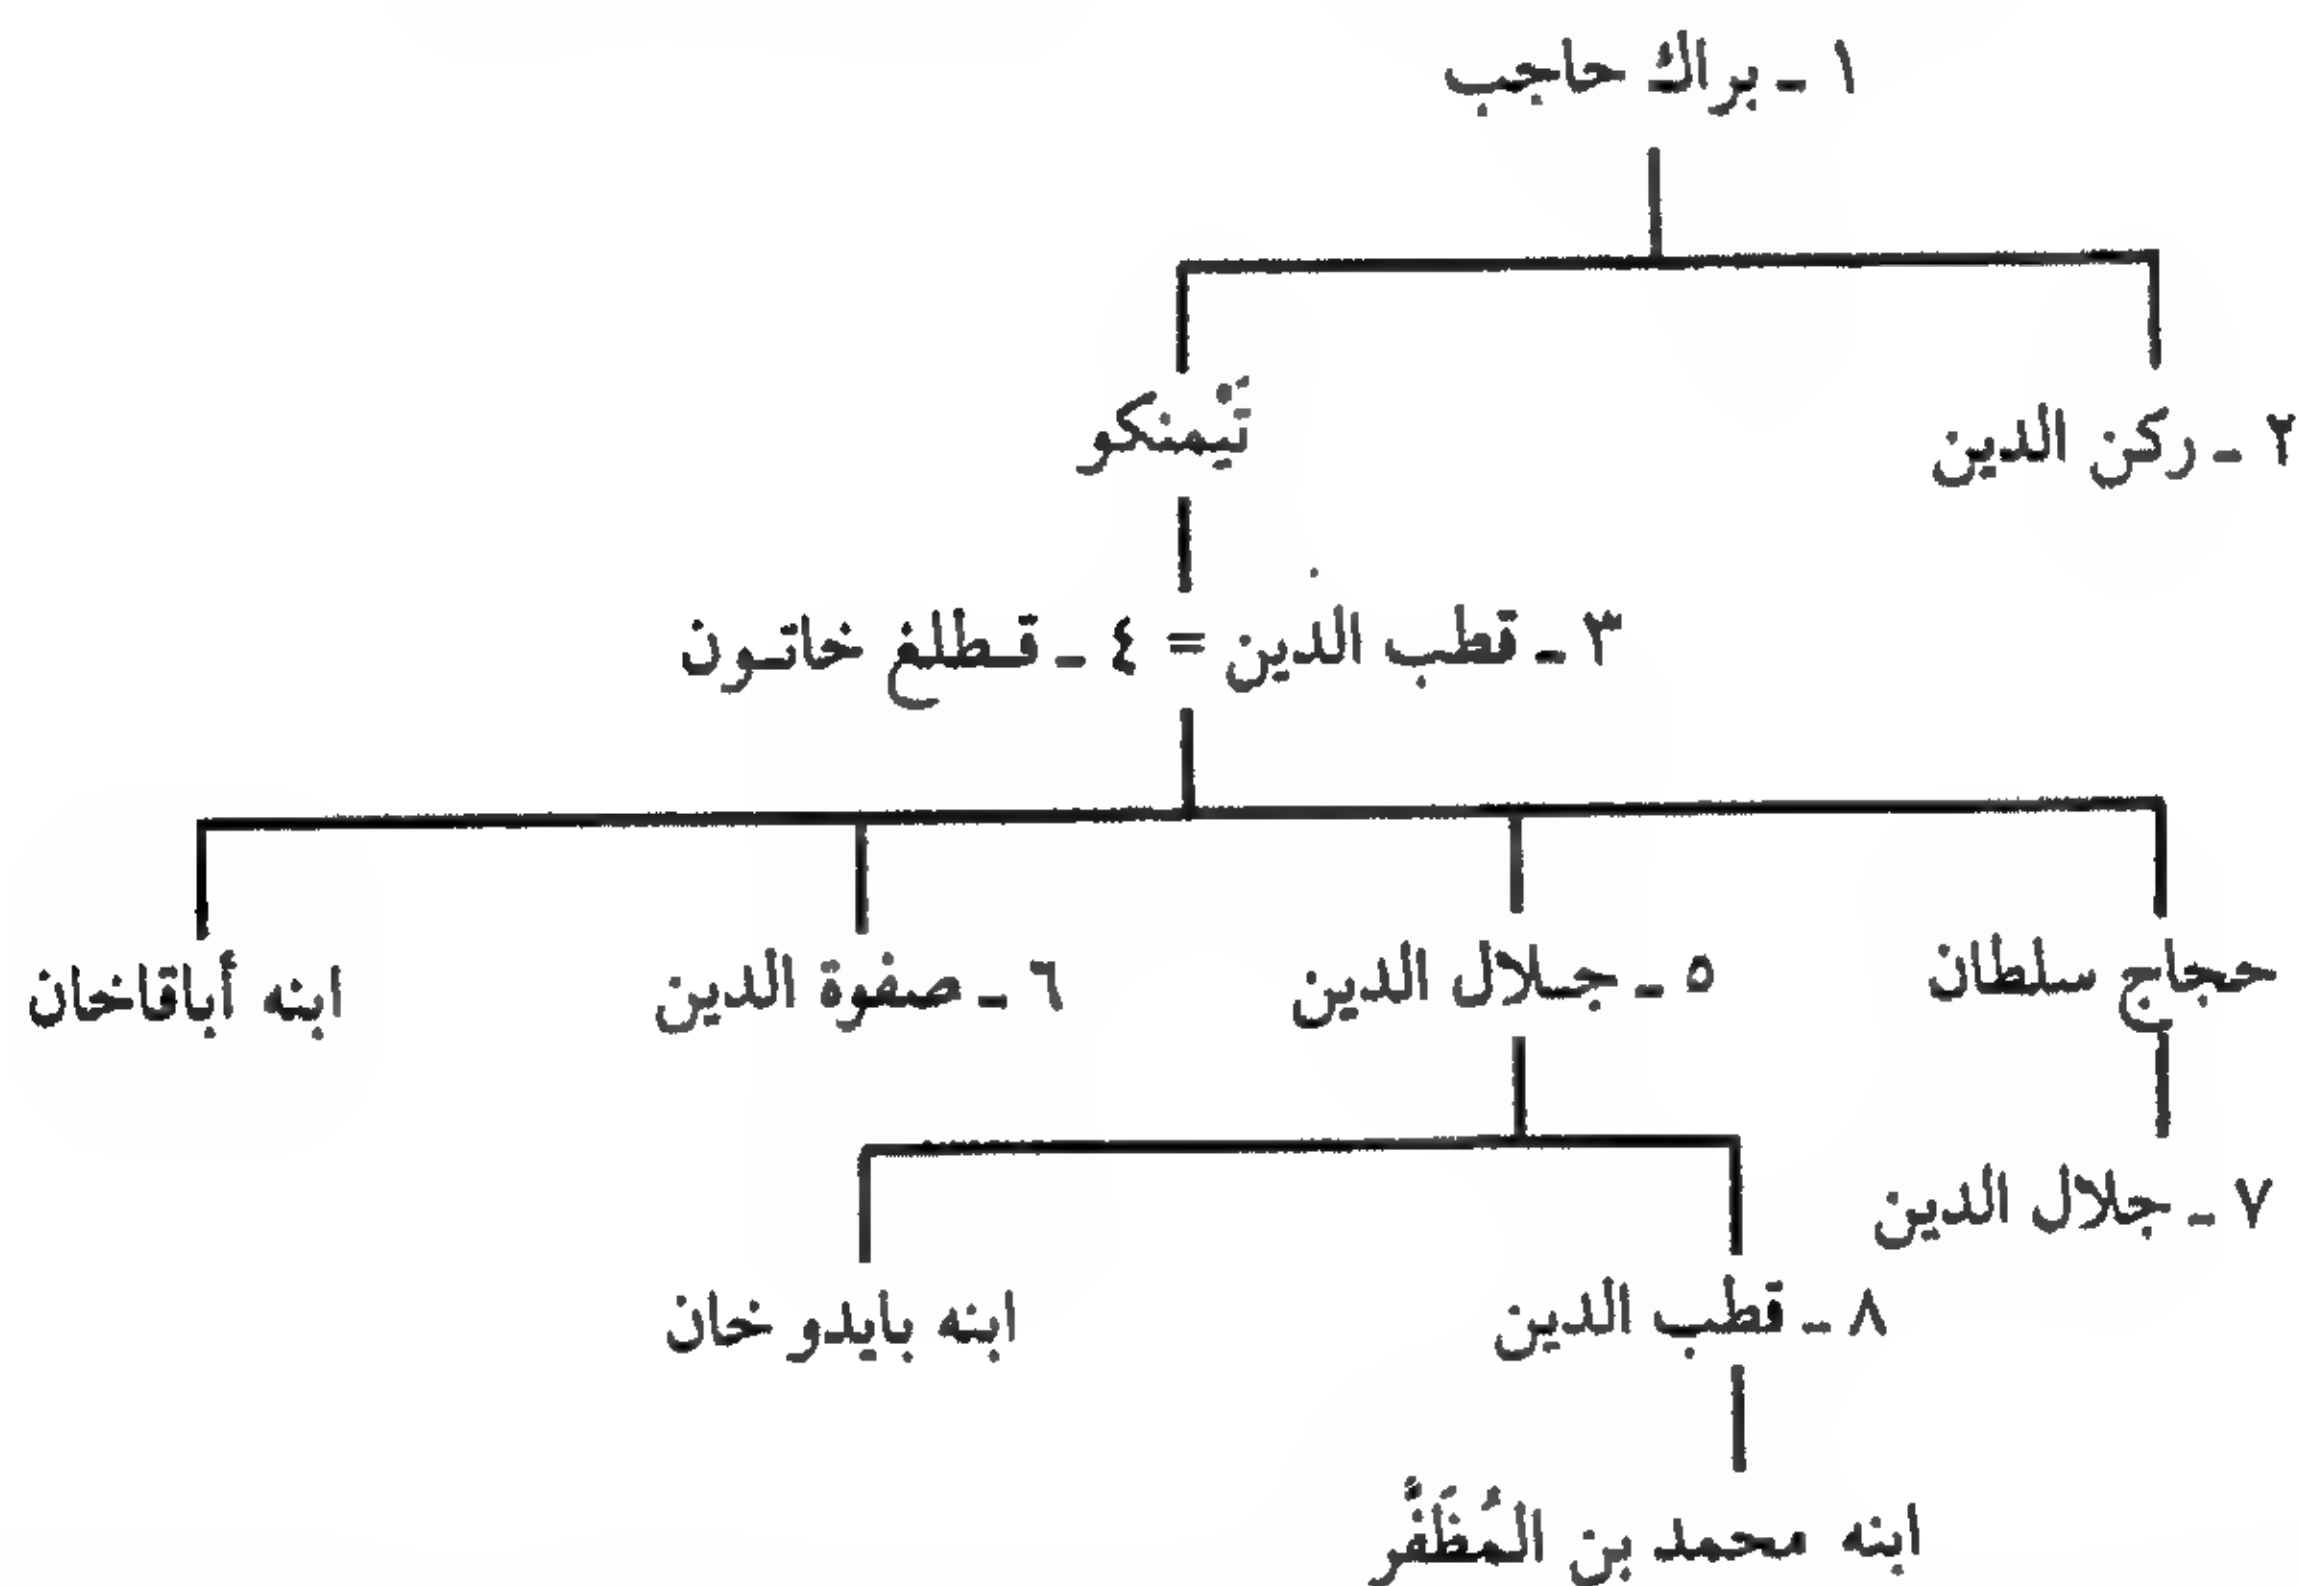 ١ - براك حاجب
٢ - ركن الدين
تَيْمنكو
٣ - قطب الدين = ٤ - قطلغ خاتون
حجاج سلطان
٥ - جلال الدين
٦ - صفوة الدين
ابنه أباقاخان
٧ - جلال الدين
٨ - قطب الدين
ابنه بايدو خان
ابنه محمد بن المُظَفَّر